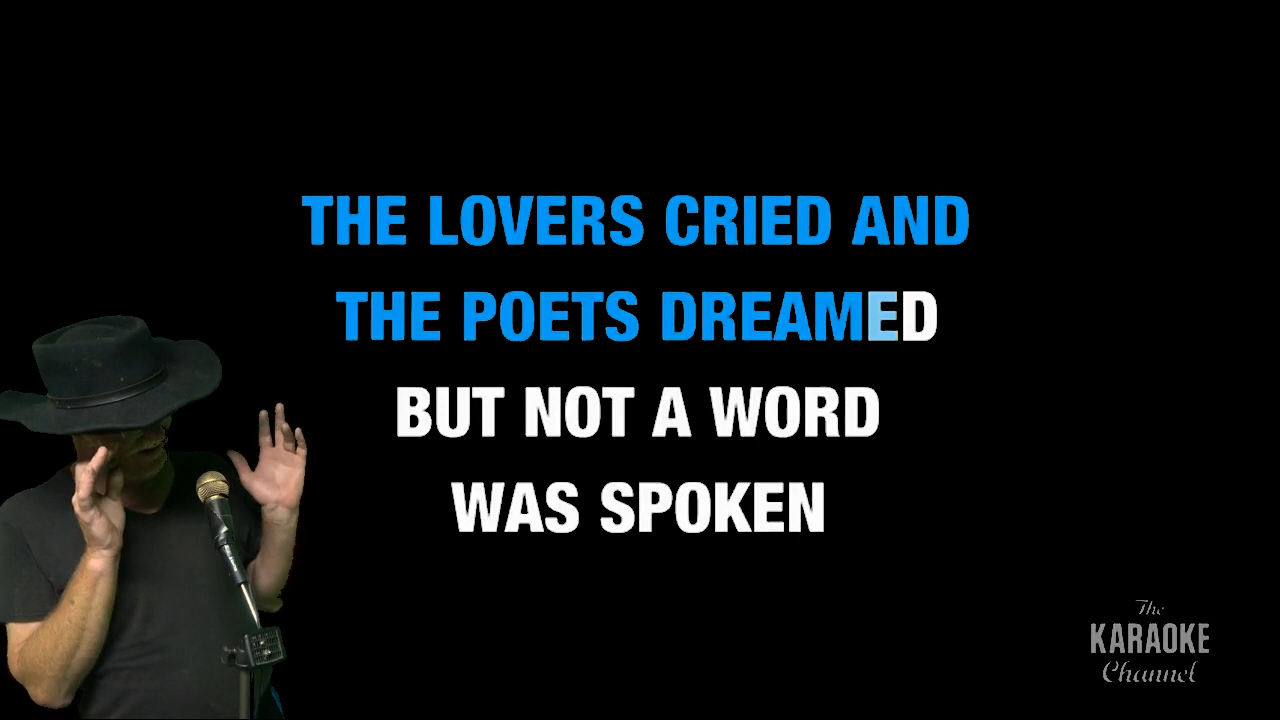 THE LOVERS CRIED AND
THE POETS DREAMED
BUT NOT A WORD
WAS SPOKEN
The
KARAOKE
Channel